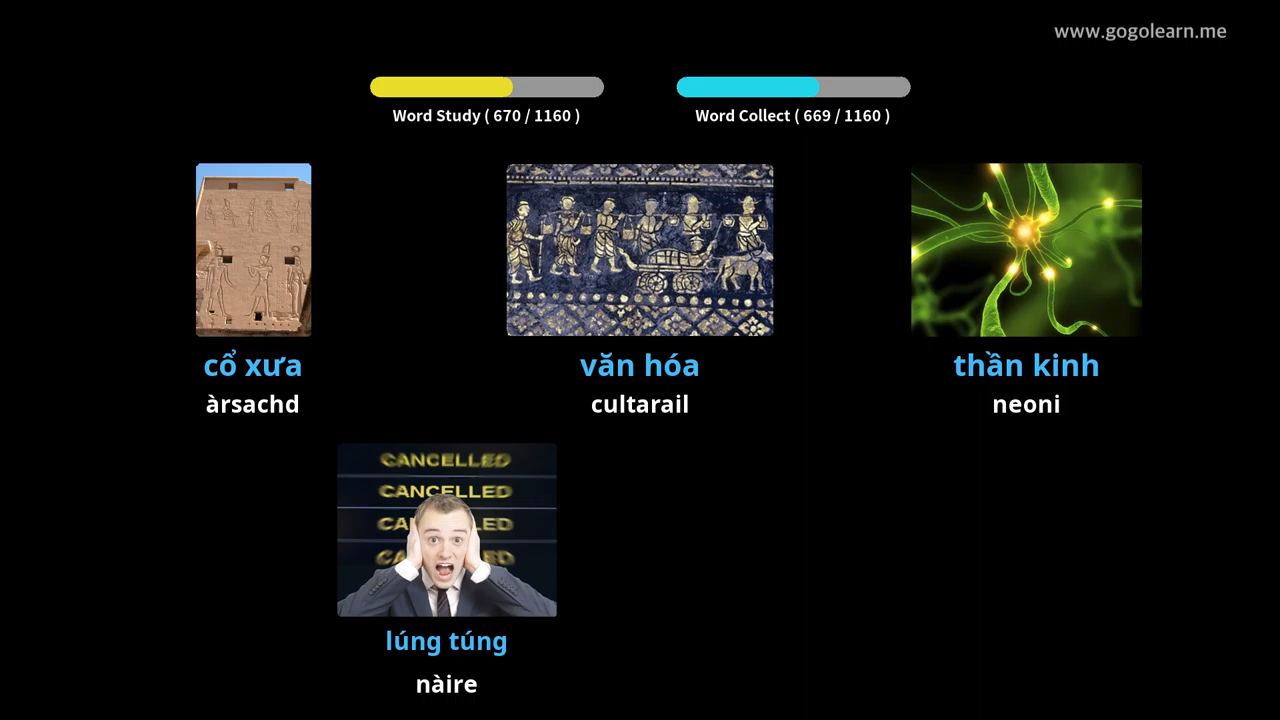 www.gogolearn.me
Word Study ( 670 / 1160 )
Word Collect ( 669 / 1160 )
cổ xưa
àrsachd
văn hóa
cultarail
thần kinh
neoni
CANCELLED
CANCELLED
lúng túng
nàire